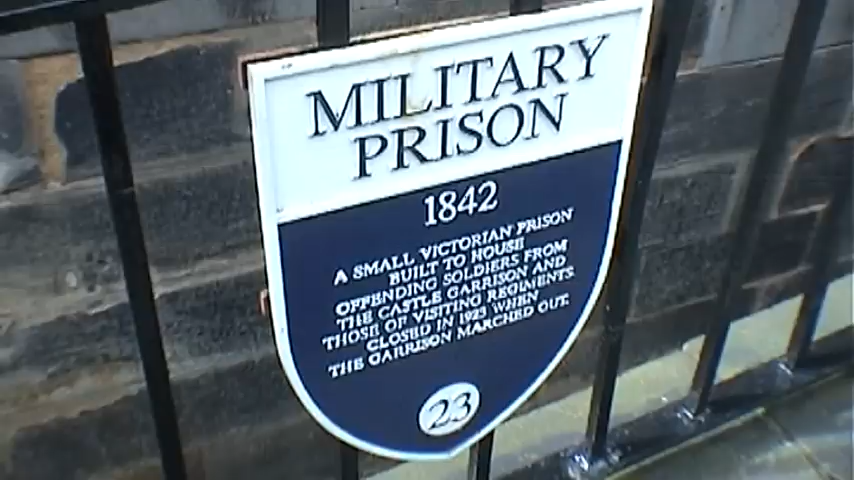 MILITARY
PRISON
1842
A SMALL VICTORIAN PRISON
BUILT TO HOUSE
OFFENDING SOLDIERS FROM
THE CASTLE GARRISON AND
THOSE OF VISITING REGIMENTS
CLOSED IN 1923 WHEN
THE GARRISON MARCHED OUT.
23